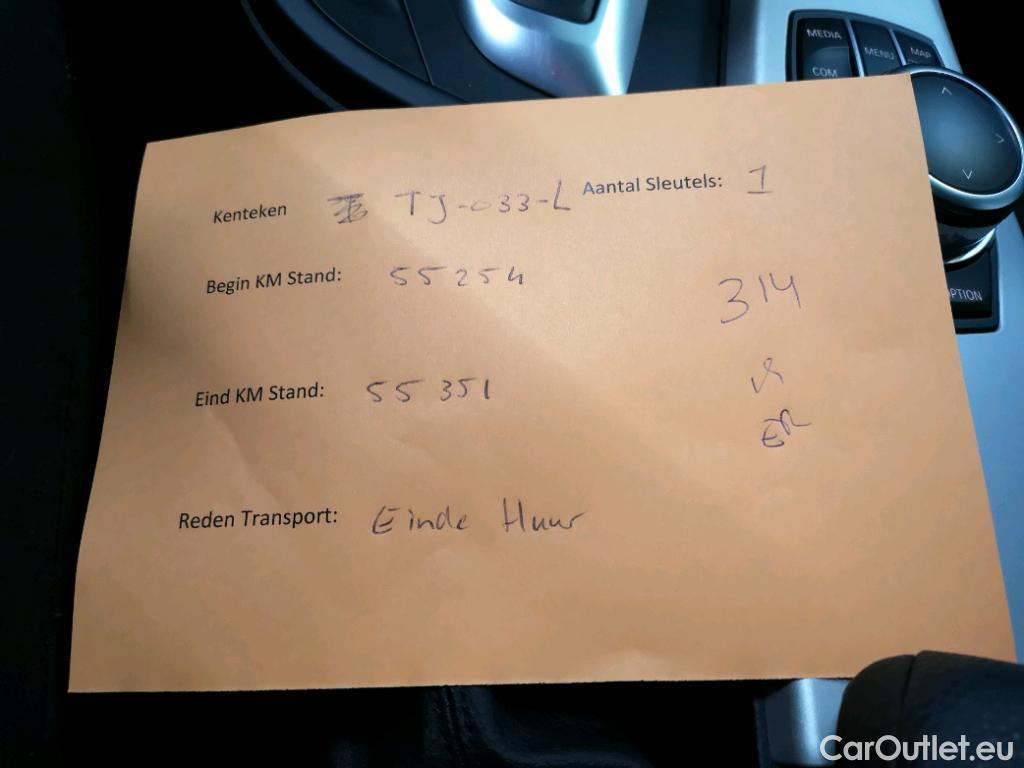 MEDIA
MENU
MAP
COM
OPTION
Kenteken TJ-033-L Aantal Sleutels: 1
Begin KM Stand: 55254
314
Eind KM Stand: 55351
Reden Transport: Einde Huur
CarOutlet.eu